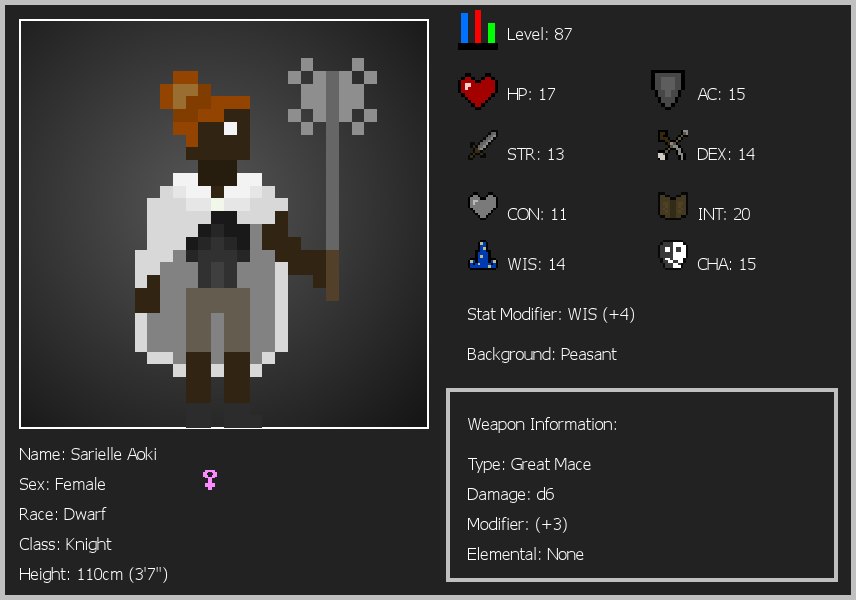 Level: 87
HP: 17
AC: 15
STR: 13
DEX: 14
CON: 11
INT: 20
WIS: 14
CHA: 15
Stat Modifier: WIS (+4)
Background: Peasant
Weapon Information:
Type: Great Mace
Damage: d6
Modifier: (+3)
Elemental: None
Name: Sarielle Aoki
Sex: Female
Race: Dwarf
Class: Knight
Height: 110cm (3'7")